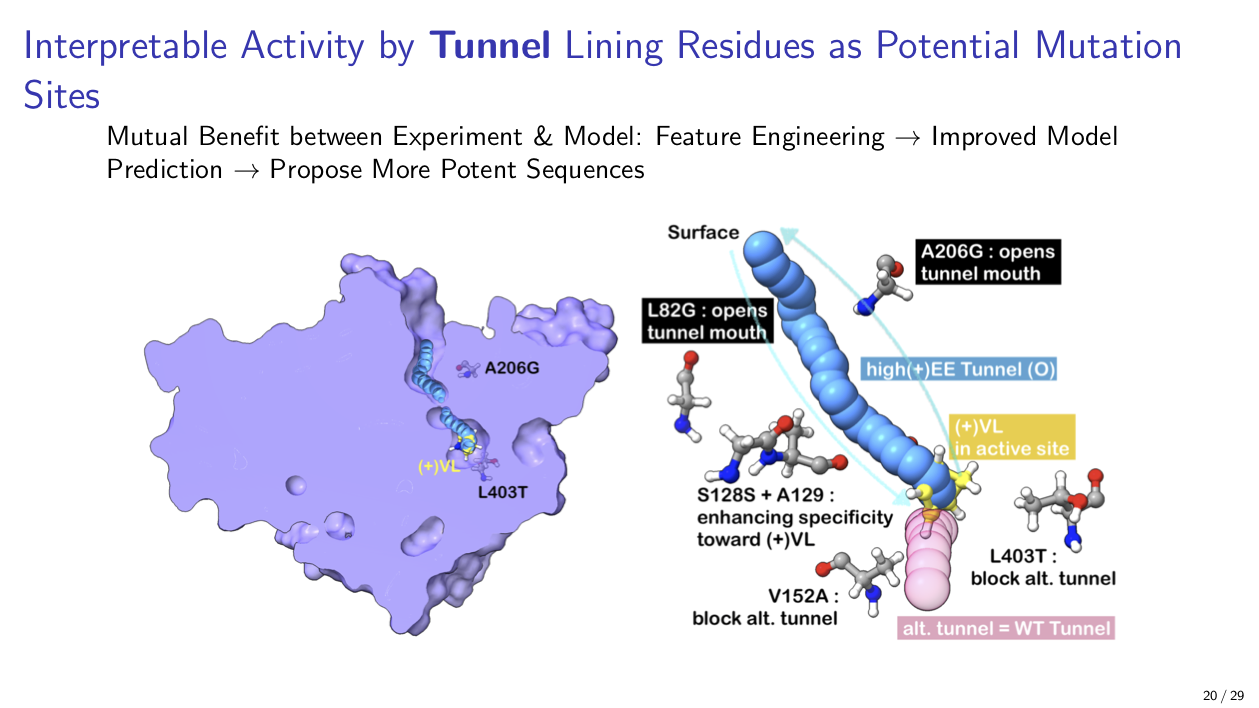 Interpretable Activity by Tunnel Lining Residues as Potential Mutation
Sites
Mutual Benefit between Experiment & Model: Feature Engineering → Improved Model
Prediction → Propose More Potent Sequences
A206G
(+)VL
L403T
Surface
A206G : opens
tunnel mouth
L82G : opens
tunnel mouth
high(+)EE Tunnel (O)
(+)VL
in active site
S128S + A129 :
enhancing specificity
toward (+)VL
L403T :
block alt. tunnel
V152A :
block alt. tunnel
alt. tunnel = WT Tunnel
20 / 29